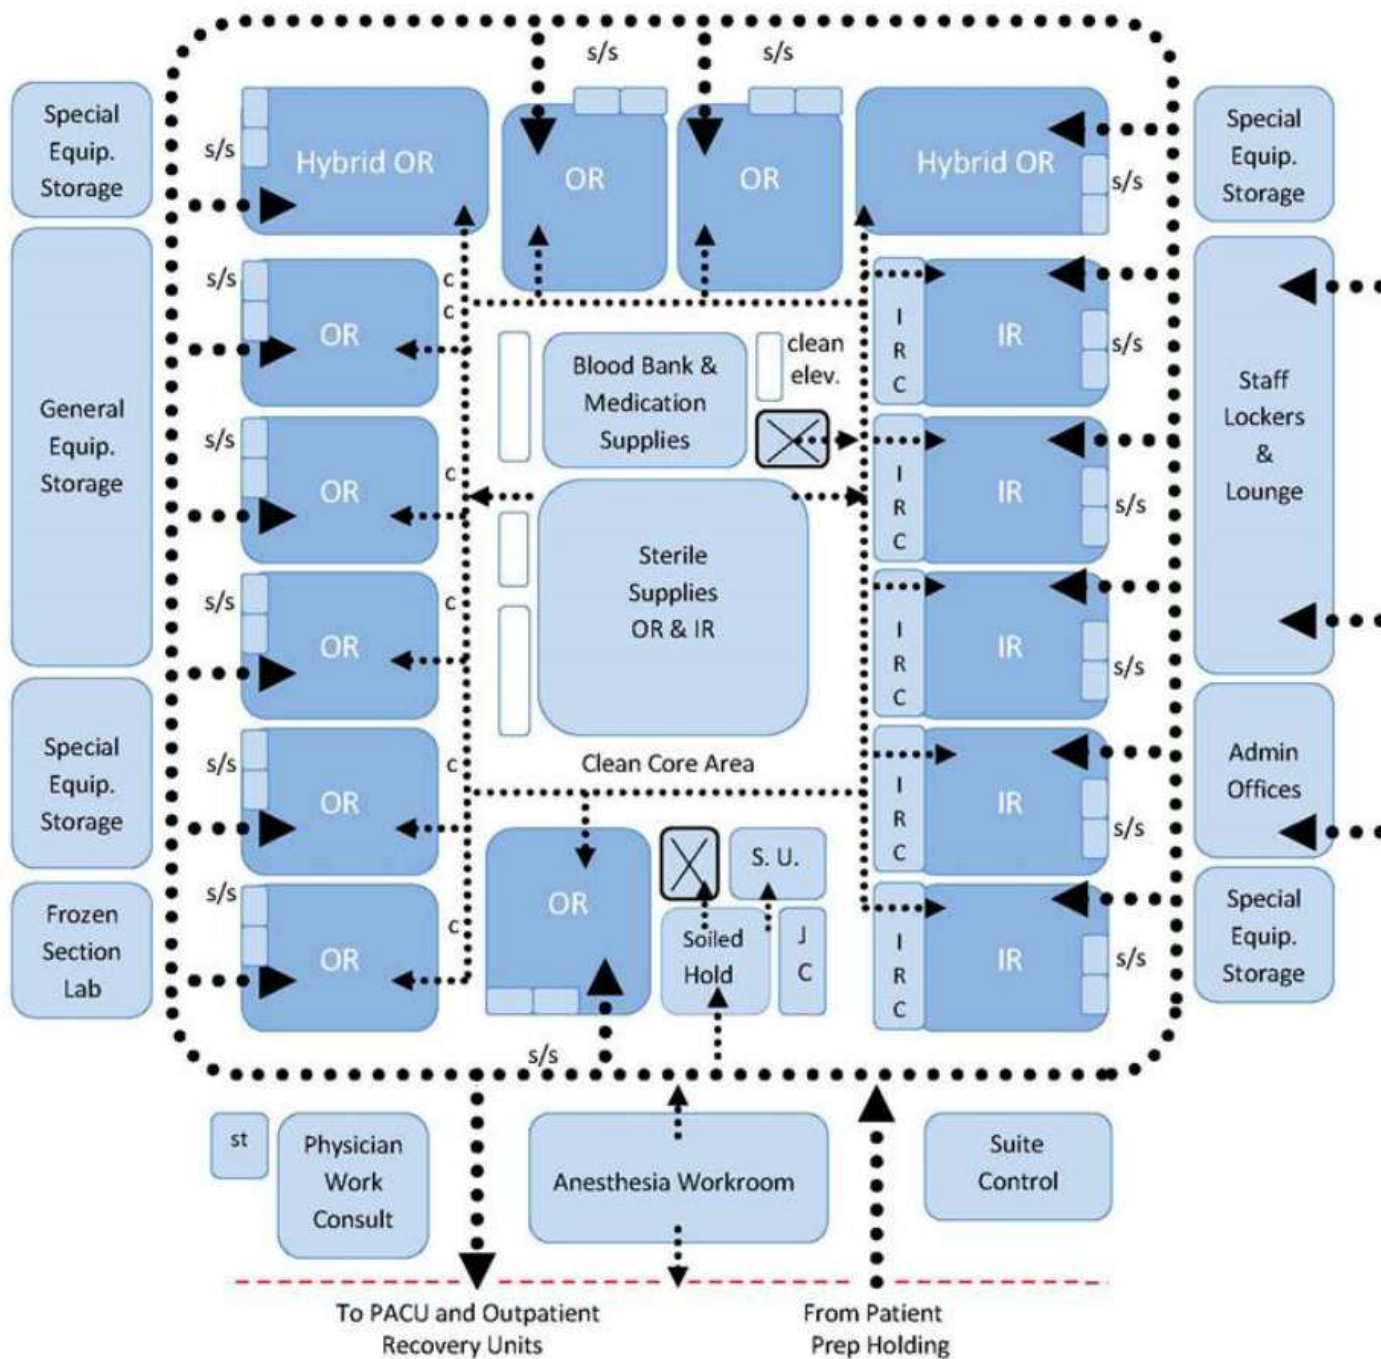 s/s
s/s
Special
Equip.
Storage
s/s
Hybrid OR
OR
OR
Hybrid OR
s/s
Special
Equip.
Storage
General
Equip.
Storage
s/s
OR
c
c
Blood Bank &
Medication
Supplies
clean
elev.
I
R
C
IR
s/s
Staff
Lockers
&
Lounge
s/s
OR
c
I
R
C
IR
s/s
Sterile
Supplies
OR & IR
s/s
OR
c
I
R
C
IR
s/s
Special
Equip.
Storage
s/s
OR
c
Clean Core Area
I
R
C
IR
s/s
Admin
Offices
Frozen
Section
Lab
s/s
OR
c
OR
S. U.
Soiled
Hold
J
C
I
R
C
IR
s/s
Special
Equip.
Storage
s/s
st
Physician
Work
Consult
Anesthesia Workroom
Suite
Control
To PACU and Outpatient
Recovery Units
From Patient
Prep Holding